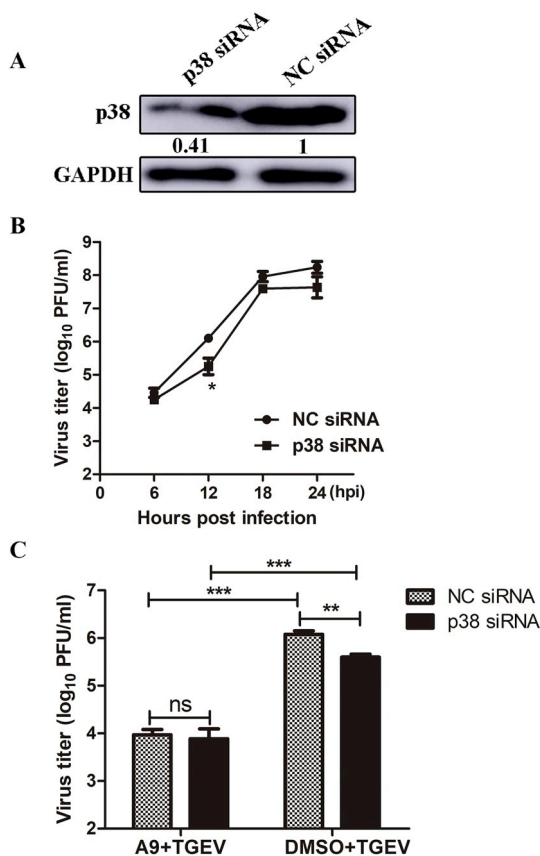 A
p38 siRNA
NC siRNA
p38
0.41 1
GAPDH
B
Virus titer (log10 PFU/ml)
9
8
7
6
5
4
3
2
*
NC siRNA
p38 siRNA
0 6 12 18 24 (hpi)
Hours post infection
C
Virus titer (log10 PFU/ml)
7
6
5
4
3
2
***
***
**
ns
NC siRNA
p38 siRNA
A9+TGEV DMSO+TGEV